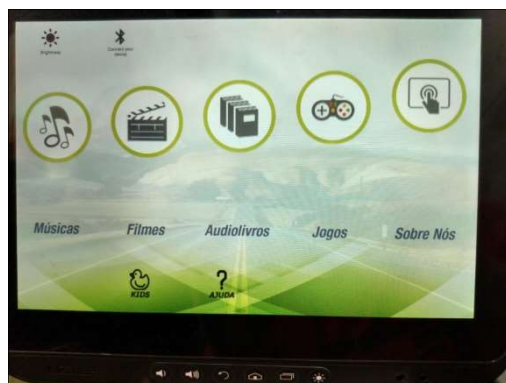 Brightness
Músicas
Filmes
Audiolivros
Jogos
Sobre Nós
KIDS
?
AJUDA